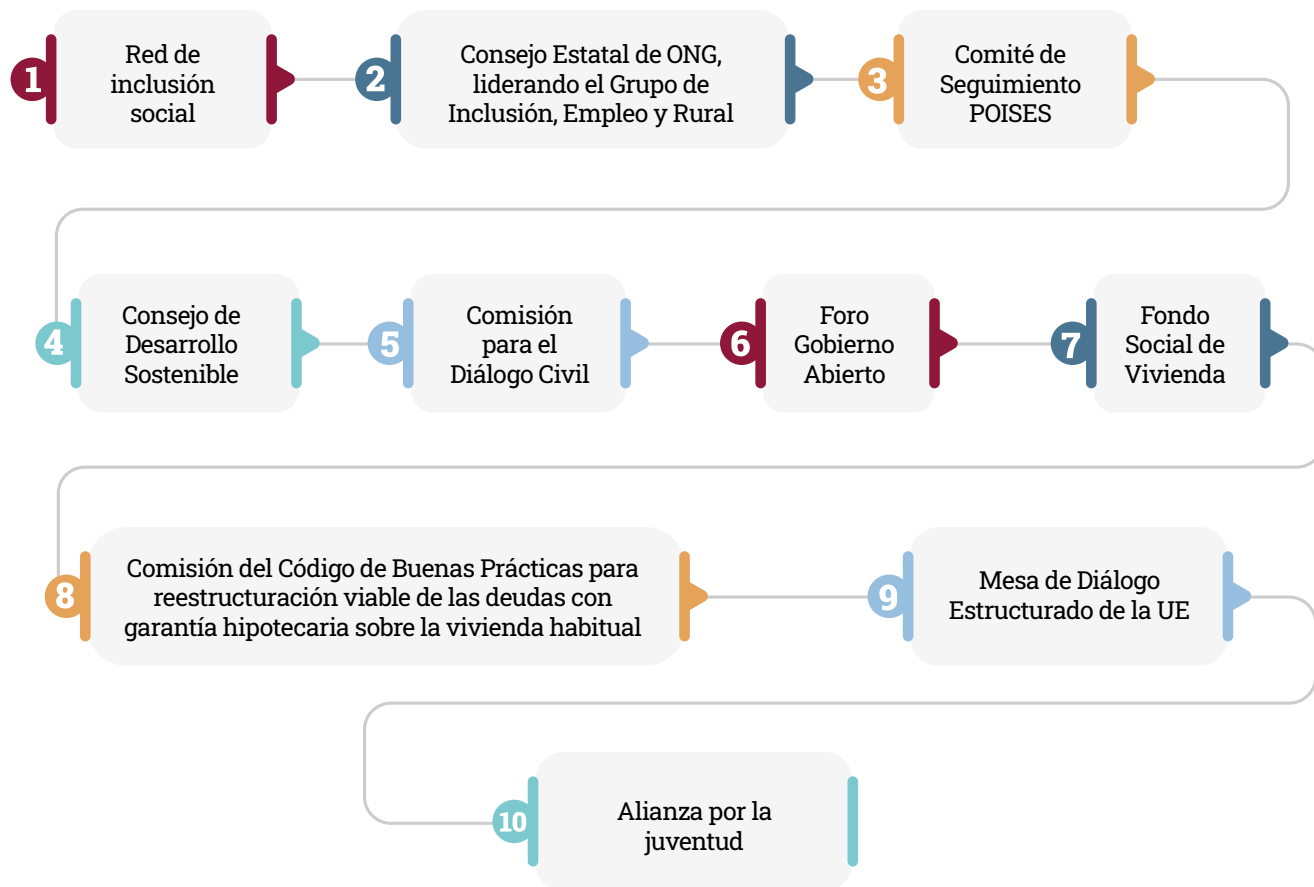 1
Red de
inclusión
social
2
Consejo Estatal de ONG,
liderando el Grupo de
Inclusión, Empleo y Rural
3
Comité de
Seguimiento
POISES
4
Consejo de
Desarrollo
Sostenible
5
Comisión
para el
Diálogo Civil
6
Foro
Gobierno
Abierto
7
Fondo
Social de
Vivienda
8
Comisión del Código de Buenas Prácticas para
reestructuración viable de las deudas con
garantía hipotecaria sobre la vivienda habitual
9
Mesa de Diálogo
Estructurado de la UE
10
Alianza por la
juventud